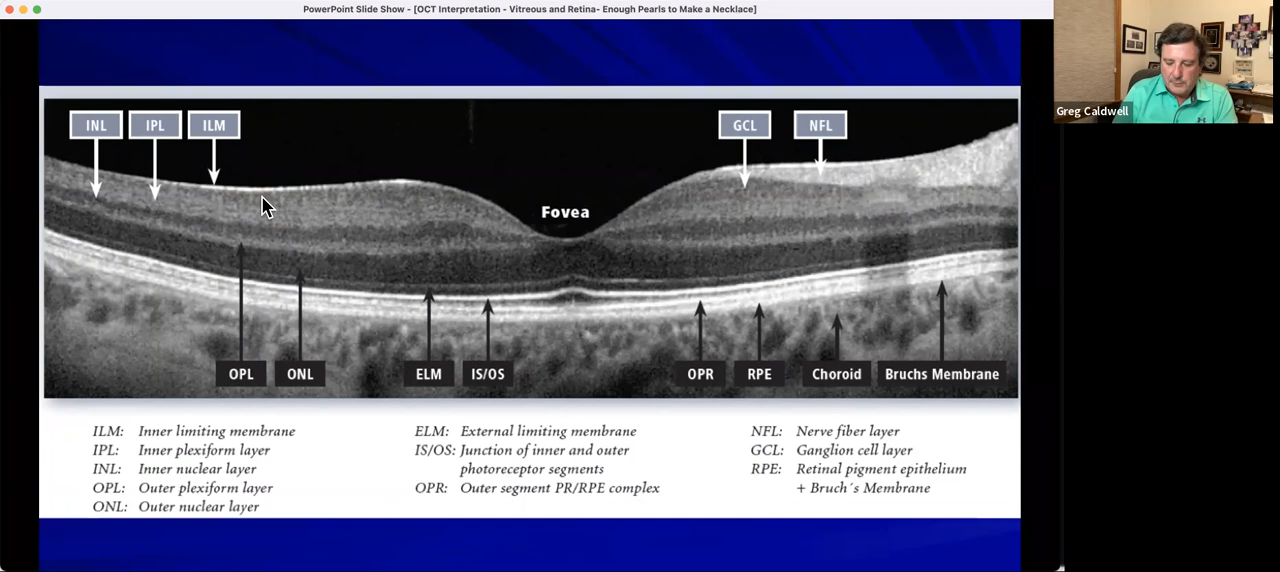 PowerPoint Slide Show - [OCT Interpretation - Vitreous and Retina- Enough Pearls to Make a Necklace]
Greg Caldwell
INL IPL ILM GCL NFL
Fovea
OPL ONL ELM IS/OS OPR RPE Choroid Bruchs Membrane
ILM: Inner limiting membrane
IPL: Inner plexiform layer
INL: Inner nuclear layer
OPL: Outer plexiform layer
ONL: Outer nuclear layer
ELM: External limiting membrane
IS/OS: Junction of inner and outer
photoreceptor segments
OPR: Outer segment PR/RPE complex
NFL: Nerve fiber layer
GCL: Ganglion cell layer
RPE: Retinal pigment epithelium
+ Bruch´s Membrane